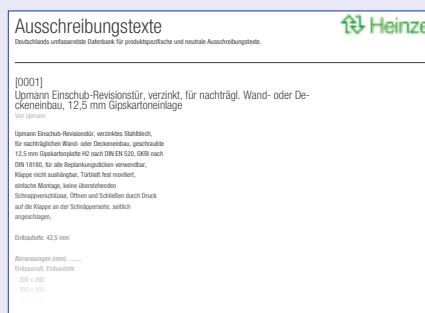 Ausschreibungstexte
Deutschlands umfassendste Datenbank für produktspezifische und neutrale Ausschreibungstexte.
Heinze
[0001]
Upmann Einschub-Revisionstür, verzinkt, für nachträgl. Wand- oder De-
ckeneinbau, 12,5 mm Gipskartoneinlage
Von Upmann
Upmann Einschub-Revisionstür, verzinktes Stahlblech,
für nachträglichen Wand- oder Deckeneinbau, geschraubte
12,5 mm Gipskartonplatte H2 nach DIN EN 520, GKBi nach
DIN 18180, für alle Beplankungsdicken verwendbar,
Klappe nicht aushängbar, Türblatt fest montiert,
einfache Montage, keine überstehenden
Schnappverschlüsse, Öffnen und Schließen durch Druck
auf die Klappe an der Schnäpperseite, seitlich
angeschlagen,
Einbautiefe: 42,5 mm
Abmessungen (mm): ........
Einbaumaß, Einbautiefe
- 200 x 200
- 300 x 300